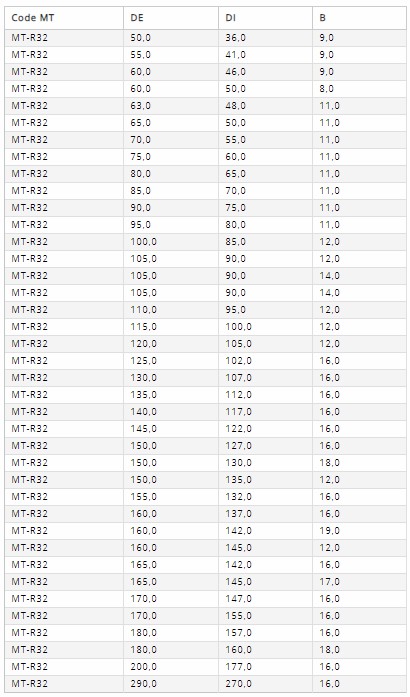 Code MT DE DI B
MT-R32 50,0 36,0 9,0
MT-R32 55,0 41,0 9,0
MT-R32 60,0 46,0 9,0
MT-R32 60,0 50,0 8,0
MT-R32 63,0 48,0 11,0
MT-R32 65,0 50,0 11,0
MT-R32 70,0 55,0 11,0
MT-R32 75,0 60,0 11,0
MT-R32 80,0 65,0 11,0
MT-R32 85,0 70,0 11,0
MT-R32 90,0 75,0 11,0
MT-R32 95,0 80,0 11,0
MT-R32 100,0 85,0 12,0
MT-R32 105,0 90,0 12,0
MT-R32 105,0 90,0 14,0
MT-R32 105,0 90,0 14,0
MT-R32 110,0 95,0 12,0
MT-R32 115,0 100,0 12,0
MT-R32 120,0 105,0 12,0
MT-R32 125,0 102,0 16,0
MT-R32 130,0 107,0 16,0
MT-R32 135,0 112,0 16,0
MT-R32 140,0 117,0 16,0
MT-R32 145,0 122,0 16,0
MT-R32 150,0 127,0 16,0
MT-R32 150,0 130,0 18,0
MT-R32 150,0 135,0 12,0
MT-R32 155,0 132,0 16,0
MT-R32 160,0 137,0 16,0
MT-R32 160,0 142,0 19,0
MT-R32 160,0 145,0 12,0
MT-R32 165,0 142,0 16,0
MT-R32 165,0 145,0 17,0
MT-R32 170,0 147,0 16,0
MT-R32 170,0 155,0 16,0
MT-R32 180,0 157,0 16,0
MT-R32 180,0 160,0 18,0
MT-R32 200,0 177,0 16,0
MT-R32 290,0 270,0 16,0